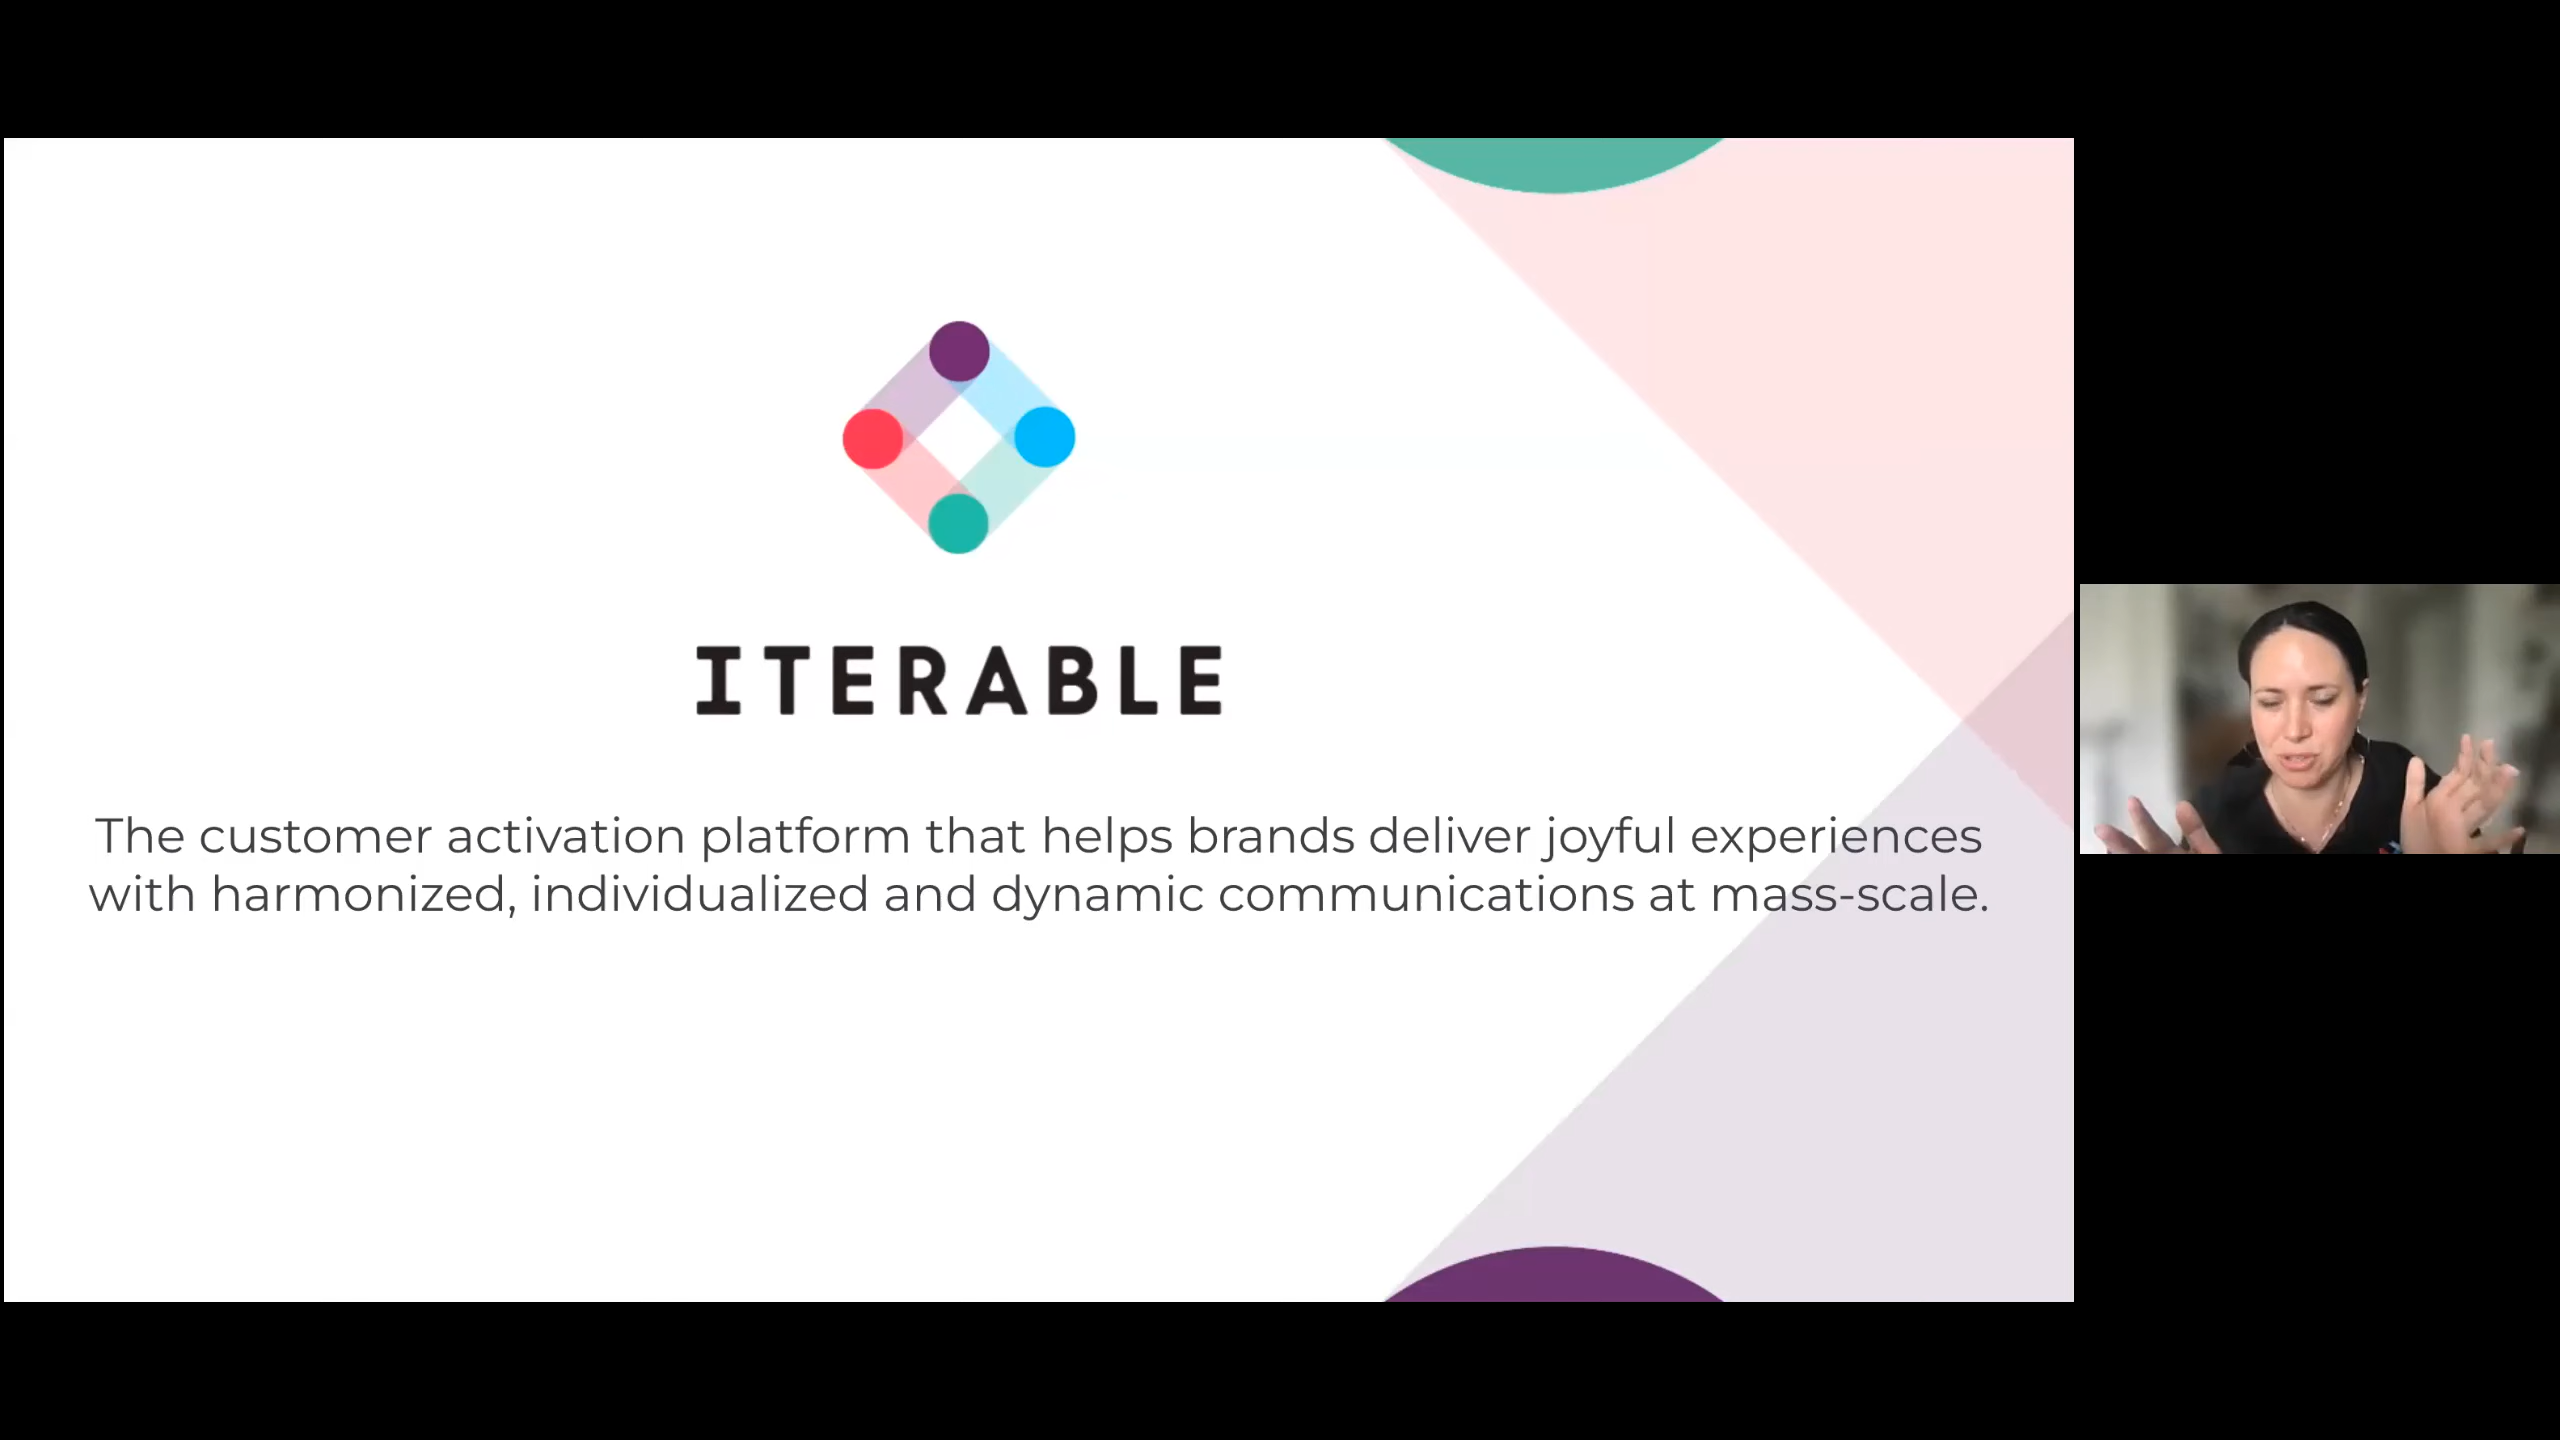 ITERABLE
The customer activation platform that helps brands deliver joyful experiences
with harmonized, individualized and dynamic communications at mass-scale.